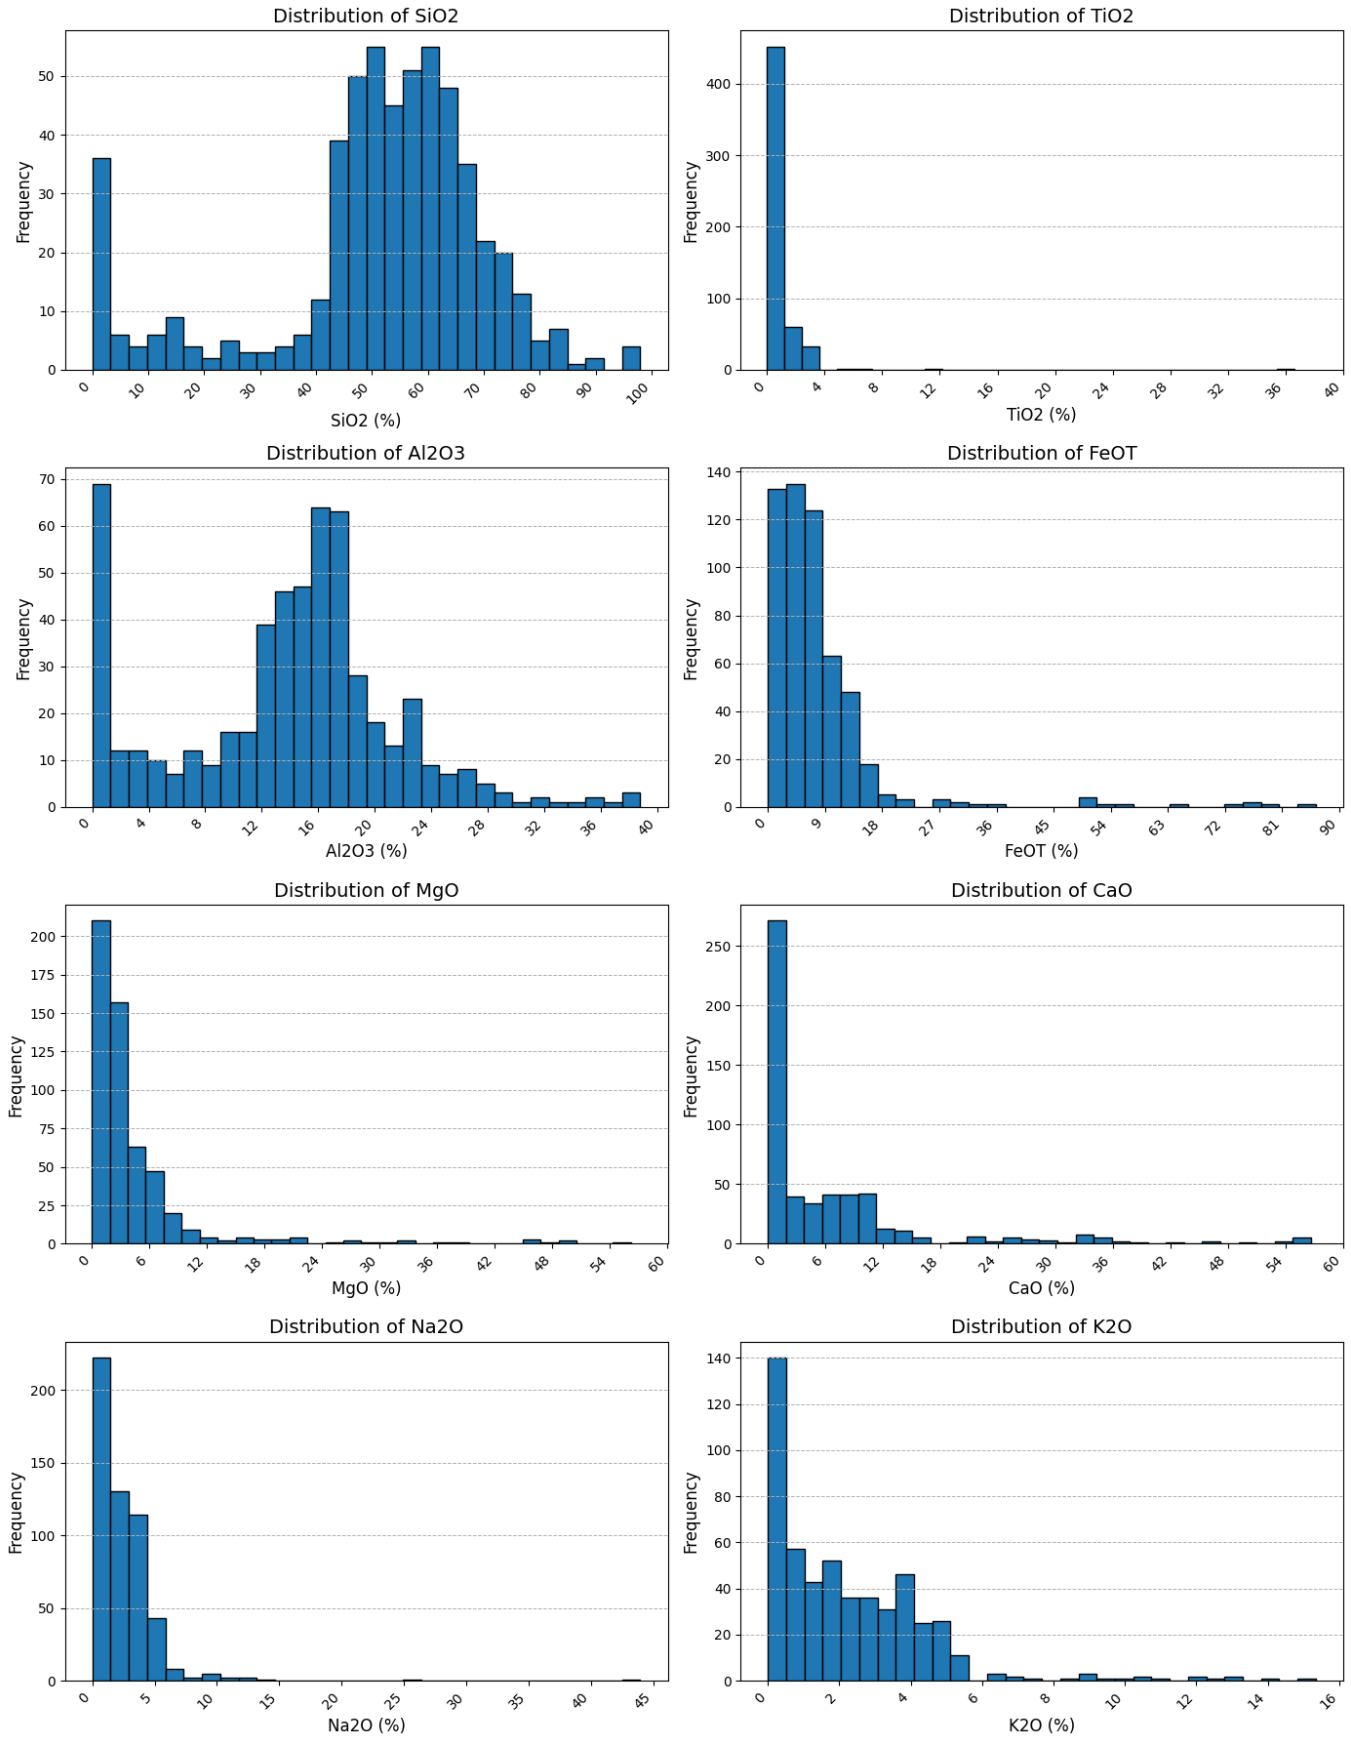 Distribution of SiO2
Frequency
50
40
30
20
10
0
0 10 20 30 40 50 60 70 80 90 100
SiO2 (%)
Distribution of TiO2
Frequency
400
300
200
100
0
0 4 8 12 16 20 24 28 32 36 40
TiO2 (%)
Distribution of Al2O3
Frequency
70
60
50
40
30
20
10
0
0 4 8 12 16 20 24 28 32 36 40
Al2O3 (%)
Distribution of FeOT
Frequency
140
120
100
80
60
40
20
0
0 9 18 27 36 45 54 63 72 81 90
FeOT (%)
Distribution of MgO
Frequency
200
175
150
125
100
75
50
25
0
0 6 12 18 24 30 36 42 48 54 60
MgO (%)
Distribution of CaO
Frequency
250
200
150
100
50
0
0 6 12 18 24 30 36 42 48 54 60
CaO (%)
Distribution of Na2O
Frequency
200
150
100
50
0
0 5 10 15 20 25 30 35 40 45
Na2O (%)
Distribution of K2O
Frequency
140
120
100
80
60
40
20
0
0 2 4 6 8 10 12 14 16
K2O (%)